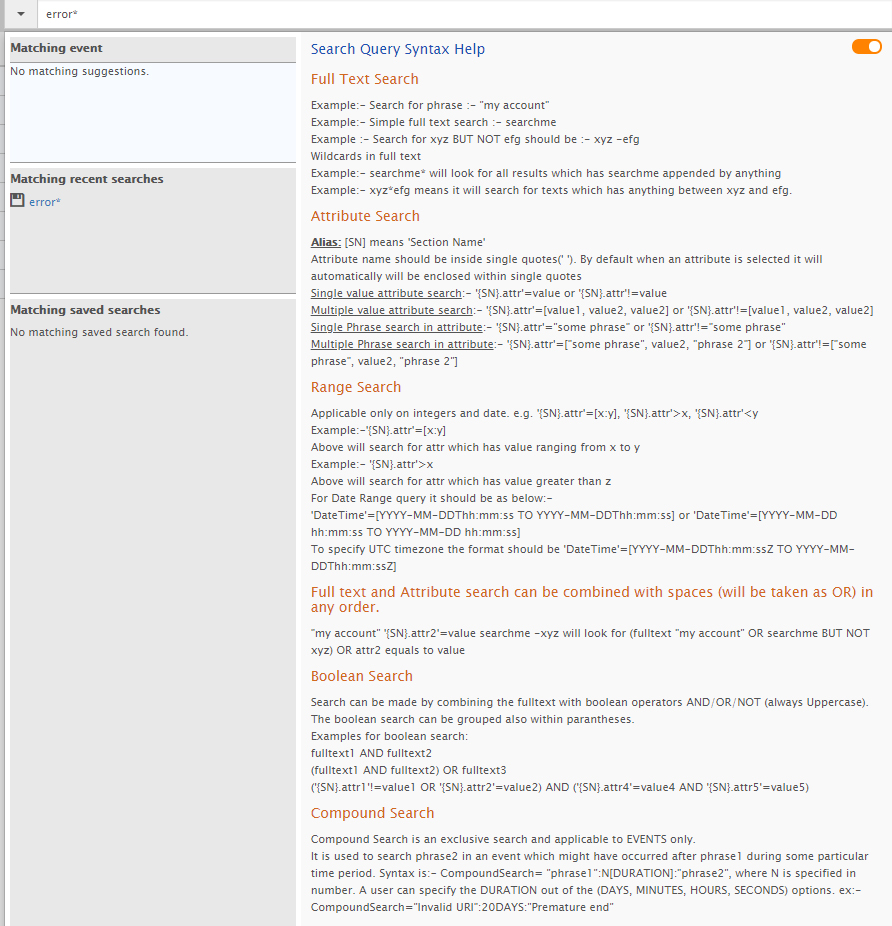 error*
Matching event
No matching suggestions.
Matching recent searches
error*
Matching saved searches
No matching saved search found.
Search Query Syntax Help
Full Text Search
Example:- Search for phrase :- "my account"
Example:- Simple full text search :- searchme
Example :- Search for xyz BUT NOT efg should be :- xyz -efg
Wildcards in full text
Example:- searchme* will look for all results which has searchme appended by anything
Example:- xyz*efg means it will search for texts which has anything between xyz and efg.
Attribute Search
Alias: [SN] means 'Section Name'
Attribute name should be inside single quotes(' '). By default when an attribute is selected it will
automatically will be enclosed within single quotes
Single value attribute search:- '{SN}.attr'=value or '{SN}.attr'!=value
Multiple value attribute search:- '{SN}.attr'=[value1, value2, value2] or '{SN}.attr'!=[value1, value2, value2]
Single Phrase search in attribute:- '{SN}.attr'="some phrase" or '{SN}.attr'!="some phrase"
Multiple Phrase search in attribute:- '{SN}.attr'=["some phrase", value2, "phrase 2"] or '{SN}.attr'!=["some
phrase", value2, "phrase 2"]
Range Search
Applicable only on integers and date. e.g. '{SN}.attr'=[x:y], '{SN}.attr'>x, '{SN}.attr'<y
Example:-'{SN}.attr'=[x:y]
Above will search for attr which has value ranging from x to y
Example:- '{SN}.attr'>x
Above will search for attr which has value greater than z
For Date Range query it should be as below:-
'DateTime'=[YYYY-MM-DDThh:mm:ss TO YYYY-MM-DDThh:mm:ss] or 'DateTime'=[YYYY-MM-DD
hh:mm:ss TO YYYY-MM-DD hh:mm:ss]
To specify UTC timezone the format should be 'DateTime'=[YYYY-MM-DDThh:mm:ssZ TO YYYY-MM-
DDThh:mm:ssZ]
Full text and Attribute search can be combined with spaces (will be taken as OR) in
any order.
"my account" '{SN}.attr2'=value searchme -xyz will look for (fulltext "my account" OR searchme BUT NOT
xyz) OR attr2 equals to value
Boolean Search
Search can be made by combining the fulltext with boolean operators AND/OR/NOT (always Uppercase).
The boolean search can be grouped also within parantheses.
Examples for boolean search:
fulltext1 AND fulltext2
(fulltext1 AND fulltext2) OR fulltext3
('{SN}.attr1'!=value1 OR '{SN}.attr2'=value2) AND ('{SN}.attr4'=value4 AND '{SN}.attr5'=value5)
Compound Search
Compound Search is an exclusive search and applicable to EVENTS only.
It is used to search phrase2 in an event which might have occurred after phrase1 during some particular
time period. Syntax is:- CompoundSearch= "phrase1":N[DURATION]:"phrase2", where N is specified in
number. A user can specify the DURATION out of the (DAYS, MINUTES, HOURS, SECONDS) options. ex:-
CompoundSearch="Invalid URI":20DAYS:"Premature end"